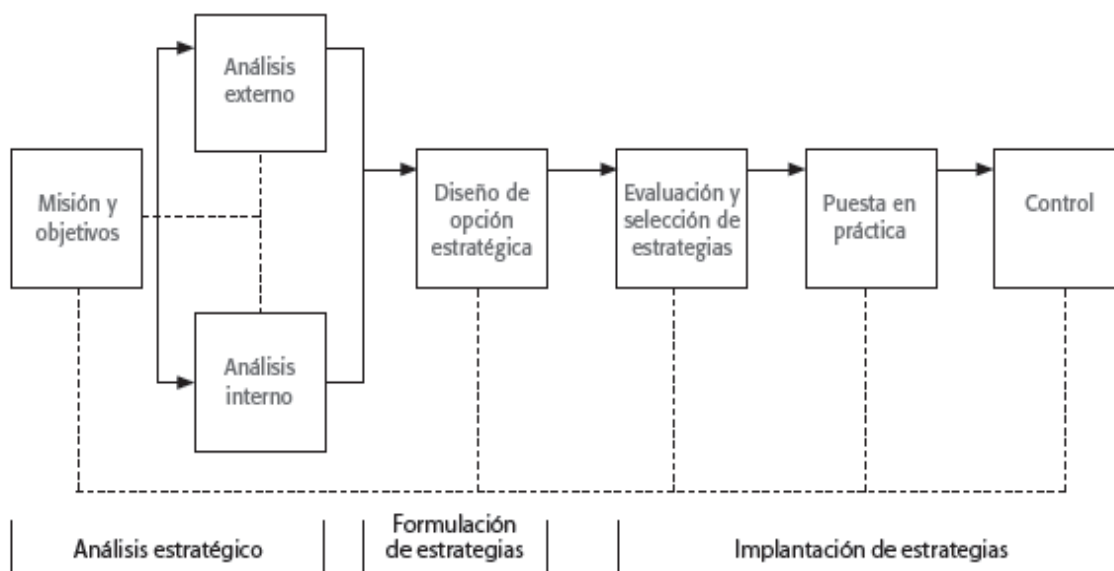 Análisis
externo
Misión y
objetivos
Análisis
interno
Diseño de
opción
estratégica
Evaluación y
selección de
estrategias
Puesta en
práctica
Control
Análisis estratégico
Formulación
de estrategias
Implantación de estrategias